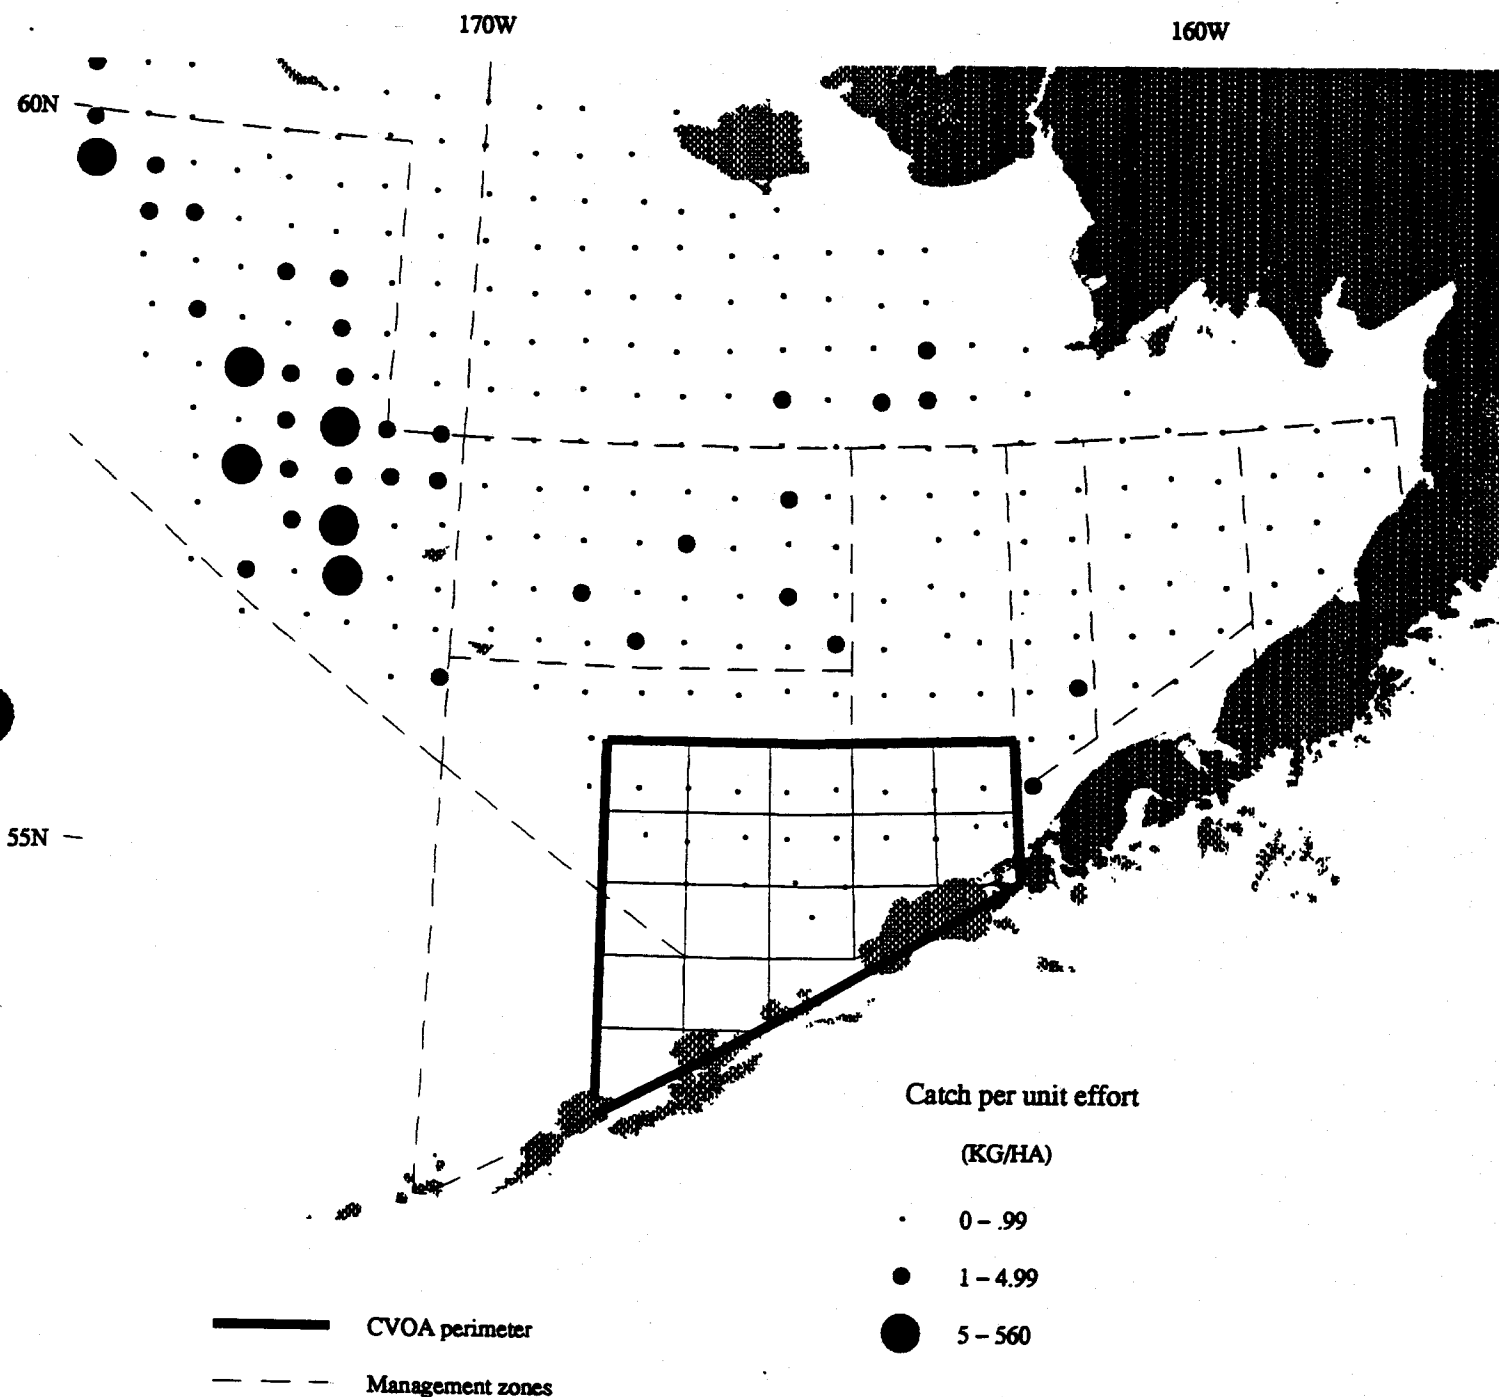 170W
160W
60N
55N
Catch per unit effort
(KG/HA)
0 – .99
1 – 4.99
5 – 560
CVOA perimeter
Management zones